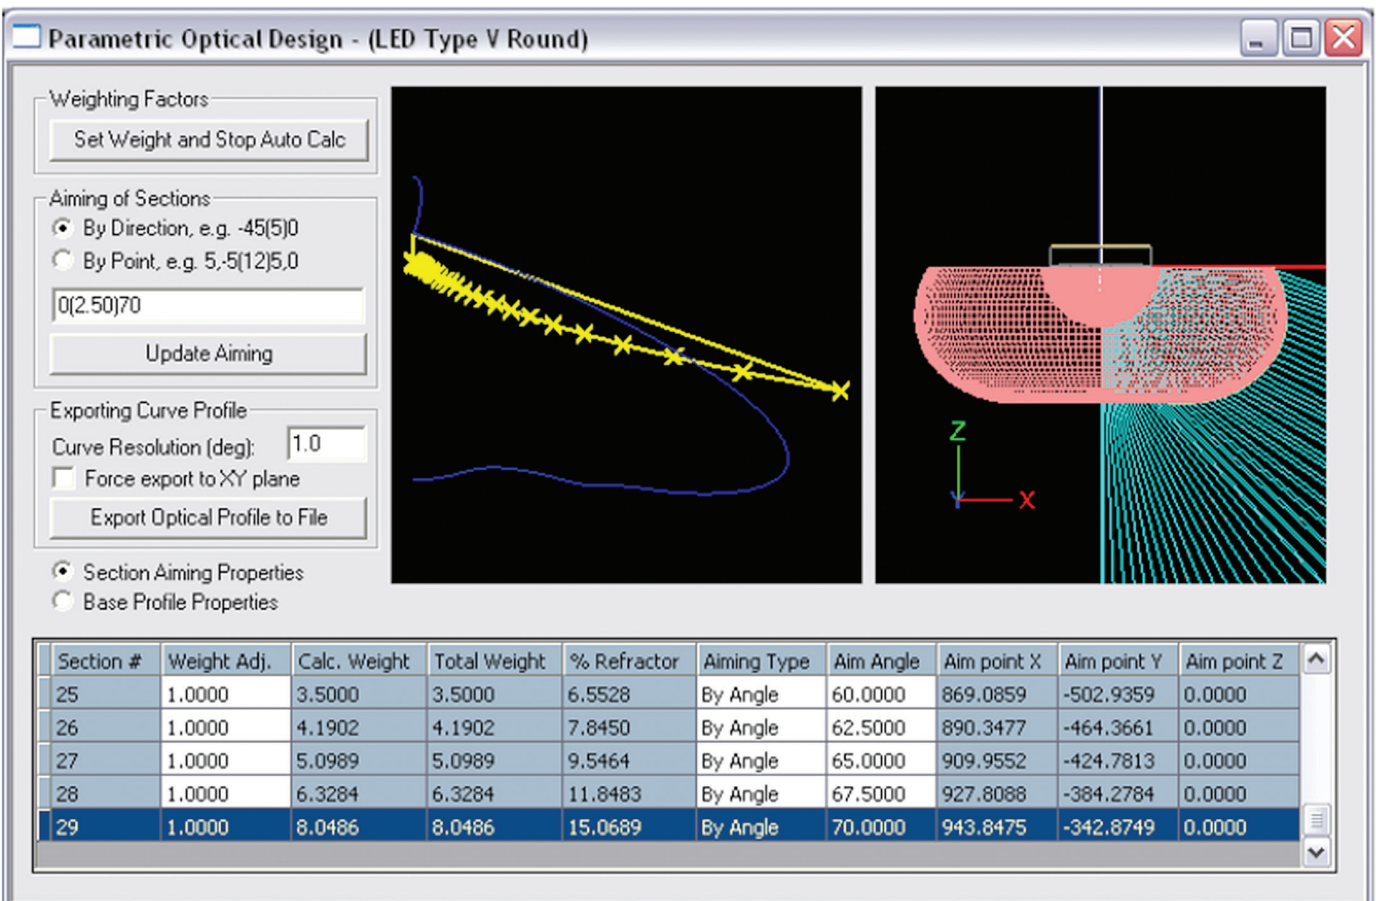 Parametric Optical Design - (LED Type V Round)
Weighting Factors
Set Weight and Stop Auto Calc
Aiming of Sections
By Direction, e.g. -45(5)0
By Point, e.g. 5,-5(12)5,0
0(2.50)70
Update Aiming
Exporting Curve Profile
Curve Resolution (deg): 1.0
Force export to XY plane
Export Optical Profile to File
Section Aiming Properties
Base Profile Properties
Z
Y X
Section # Weight Adj. Calc. Weight Total Weight % Refractor Aiming Type Aim Angle Aim point X Aim point Y Aim point Z
25 1.0000 3.5000 3.5000 6.5528 By Angle 60.0000 869.0859 -502.9359 0.0000
26 1.0000 4.1902 4.1902 7.8450 By Angle 62.5000 890.3477 -464.3661 0.0000
27 1.0000 5.0989 5.0989 9.5464 By Angle 65.0000 909.9552 -424.7813 0.0000
28 1.0000 6.3284 6.3284 11.8483 By Angle 67.5000 927.8088 -384.2784 0.0000
29 1.0000 8.0486 8.0486 15.0689 By Angle 70.0000 943.8475 -342.8749 0.0000